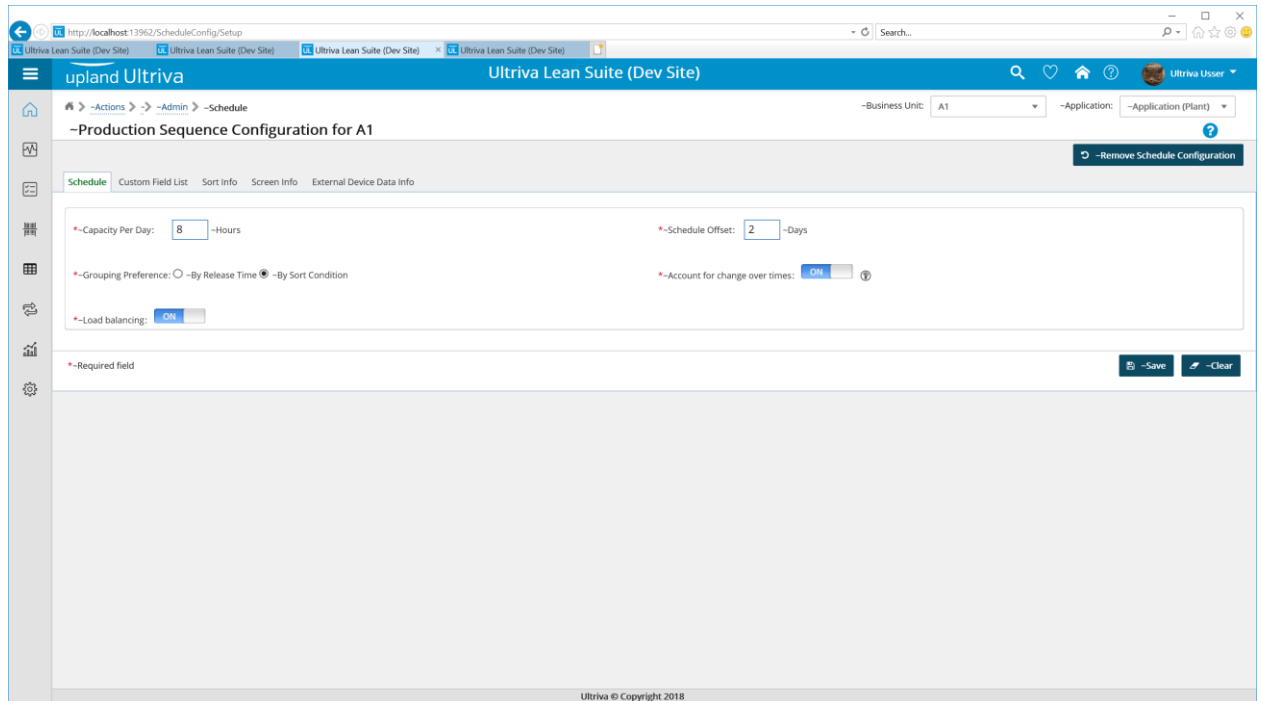 http://localhost:13962/ScheduleConfig/Setup Search...
Ultriva Lean Suite (Dev Site) Ultriva Lean Suite (Dev Site) Ultriva Lean Suite (Dev Site) Ultriva Lean Suite (Dev Site)
upland Ultriva Ultriva Lean Suite (Dev Site) Ultriva Usser
~Actions > ~> ~Admin > ~Schedule ~Business Unit: A1 ~Application: ~Application (Plant)
~Production Sequence Configuration for A1
~Remove Schedule Configuration
Schedule Custom Field List Sort Info Screen Info External Device Data Info
*~Capacity Per Day: 8 ~Hours *~Schedule Offset: 2 ~Days
*~Grouping Preference: ~By Release Time ~By Sort Condition *~Account for change over times: ON
*~Load balancing: ON
*~Required field ~Save ~Clear
Ultriva © Copyright 2018